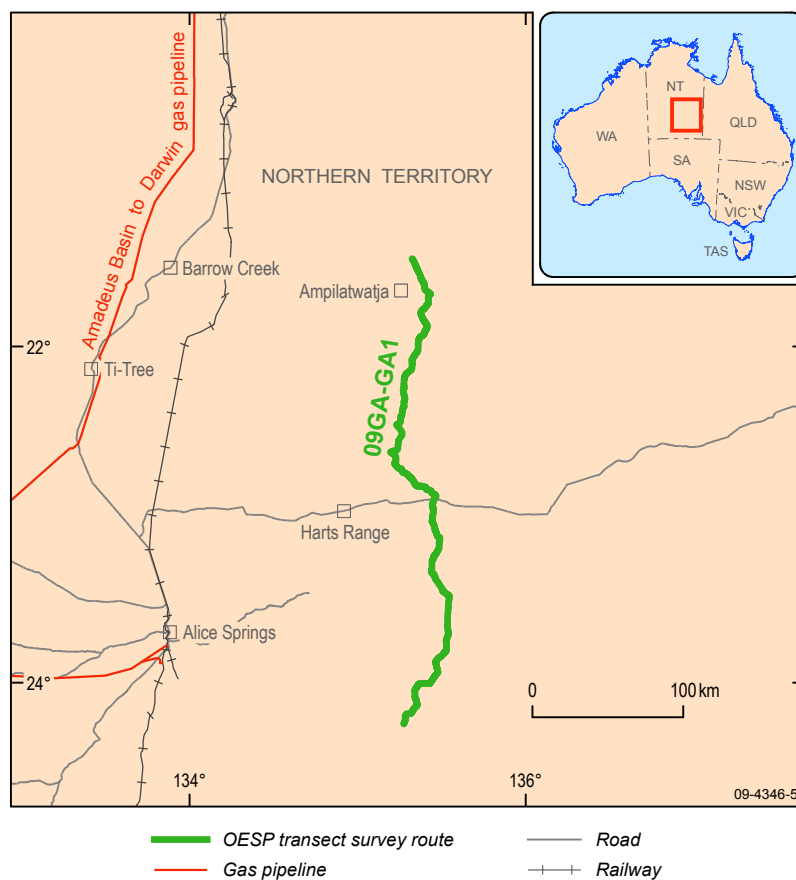 Amadeus Basin to Darwin gas pipeline
NORTHERN TERRITORY
Barrow Creek
Ampilatwatja
22°
Ti-Tree
09GA-GA1
Harts Range
Alice Springs
24°
0
100 km
134°
136°
09-4346-5
NT
WA
QLD
SA
NSW
VIC
TAS
OESP transect survey route
Road
Gas pipeline
Railway